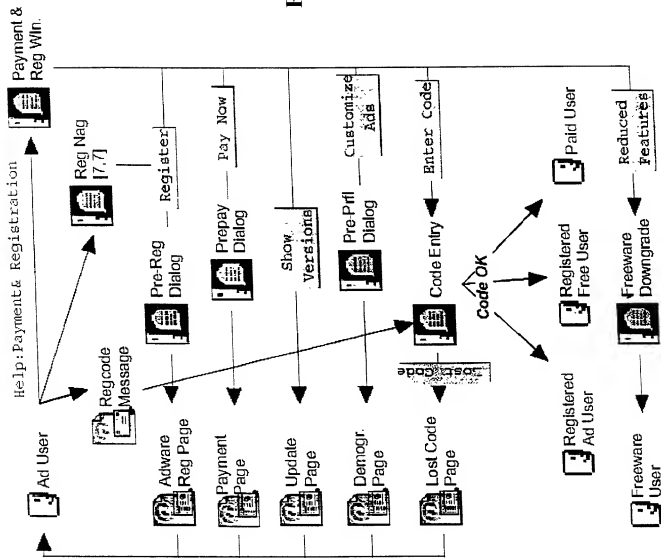 Help:Payment& Registration
Ad User
Payment &
Reg Win.
Reg Nag
[7,7]
Regcode
Message
Register
Pre-Reg
Dialog
Adware
Reg Page
Pay Now
Prepay
Dialog
Payment
Page
Show
Versions
Update
Page
Customize
Ads
Pre-Prfl
Dialog
Demogr.
Page
Enter Code
Code Entry
Lost Code
Lost Code
Page
Code OK
Registered
Ad User
Registered
Free User
Paid User
Reduced
Features
Freeware
Downgrade
Freeware
User